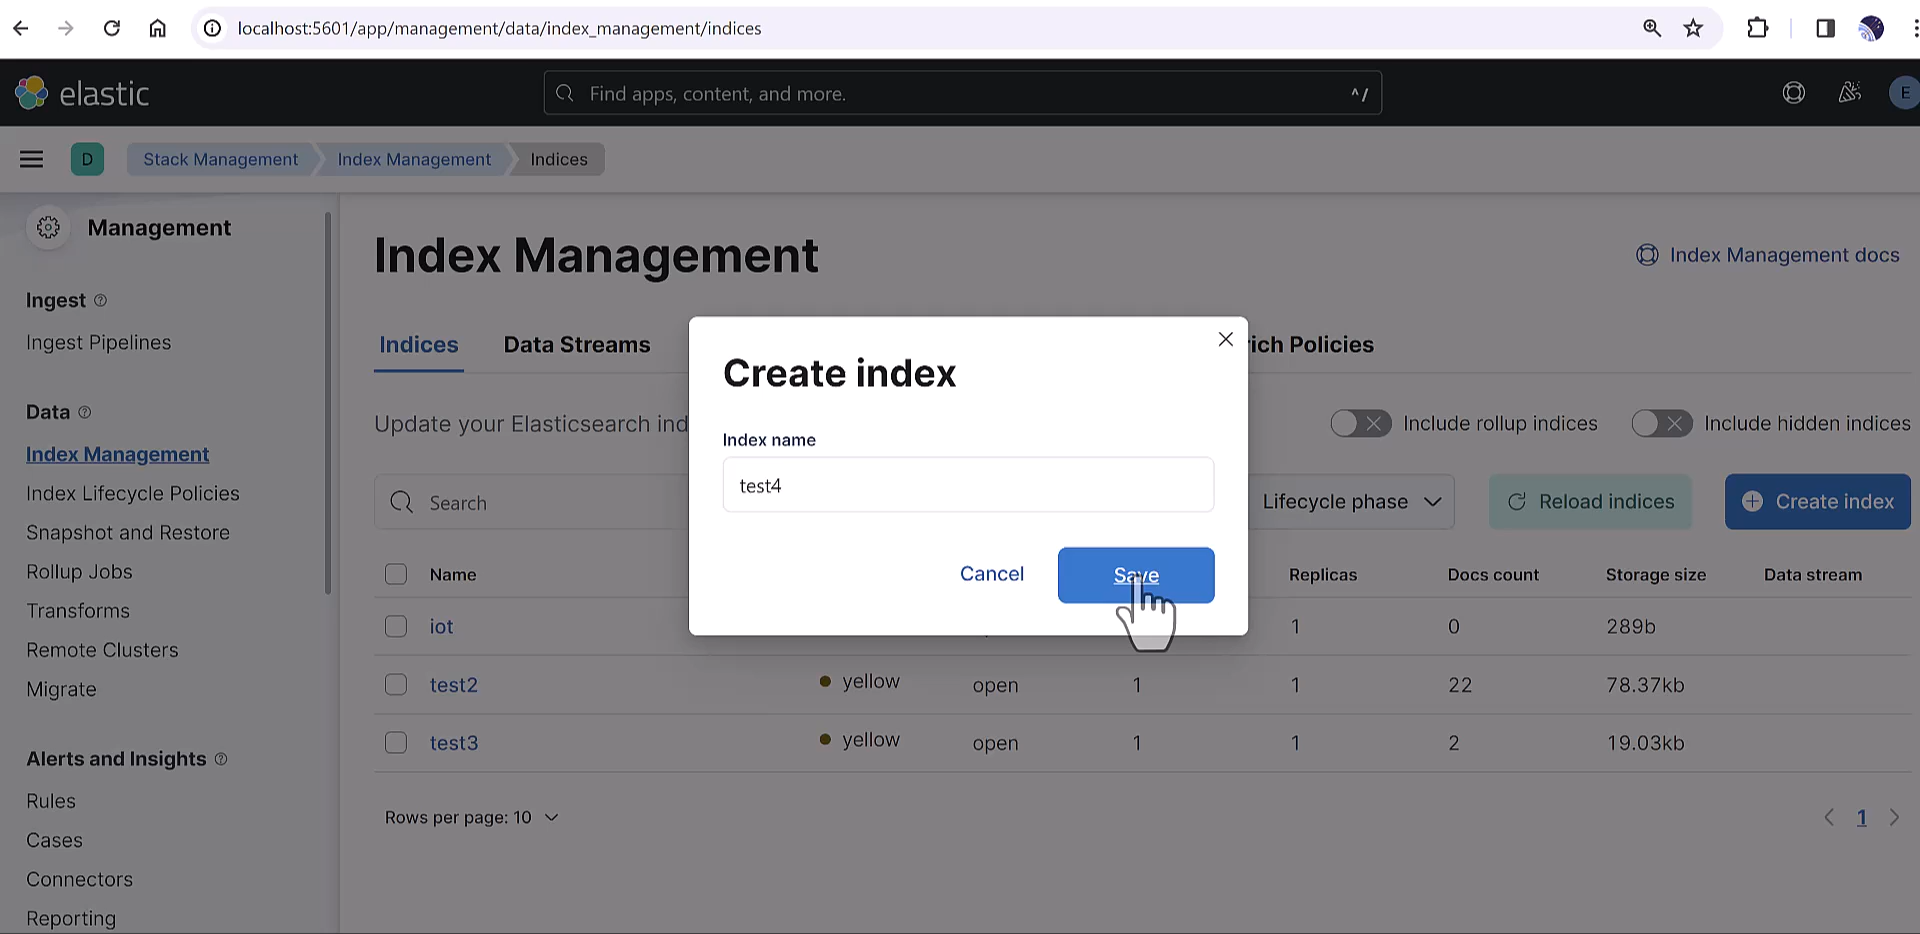 localhost:5601/app/management/data/index_management/indices
elastic
Find apps, content, and more.
^/
E
D
Stack Management
Index Management
Indices
Management
Ingest
Ingest Pipelines
Data
Index Management
Index Lifecycle Policies
Snapshot and Restore
Rollup Jobs
Transforms
Remote Clusters
Migrate
Alerts and Insights
Rules
Cases
Connectors
Reporting
Index Management
Index Management docs
Indices
Data Streams
rich Policies
Update your Elasticsearch ind
Include rollup indices
Include hidden indices
Search
Lifecycle phase
Reload indices
Create index
Name
Replicas
Docs count
Storage size
Data stream
iot
1
0
289b
test2
yellow
open
1
1
22
78.37kb
test3
yellow
open
1
1
2
19.03kb
Rows per page: 10
1
Create index
Index name
test4
Cancel
Save